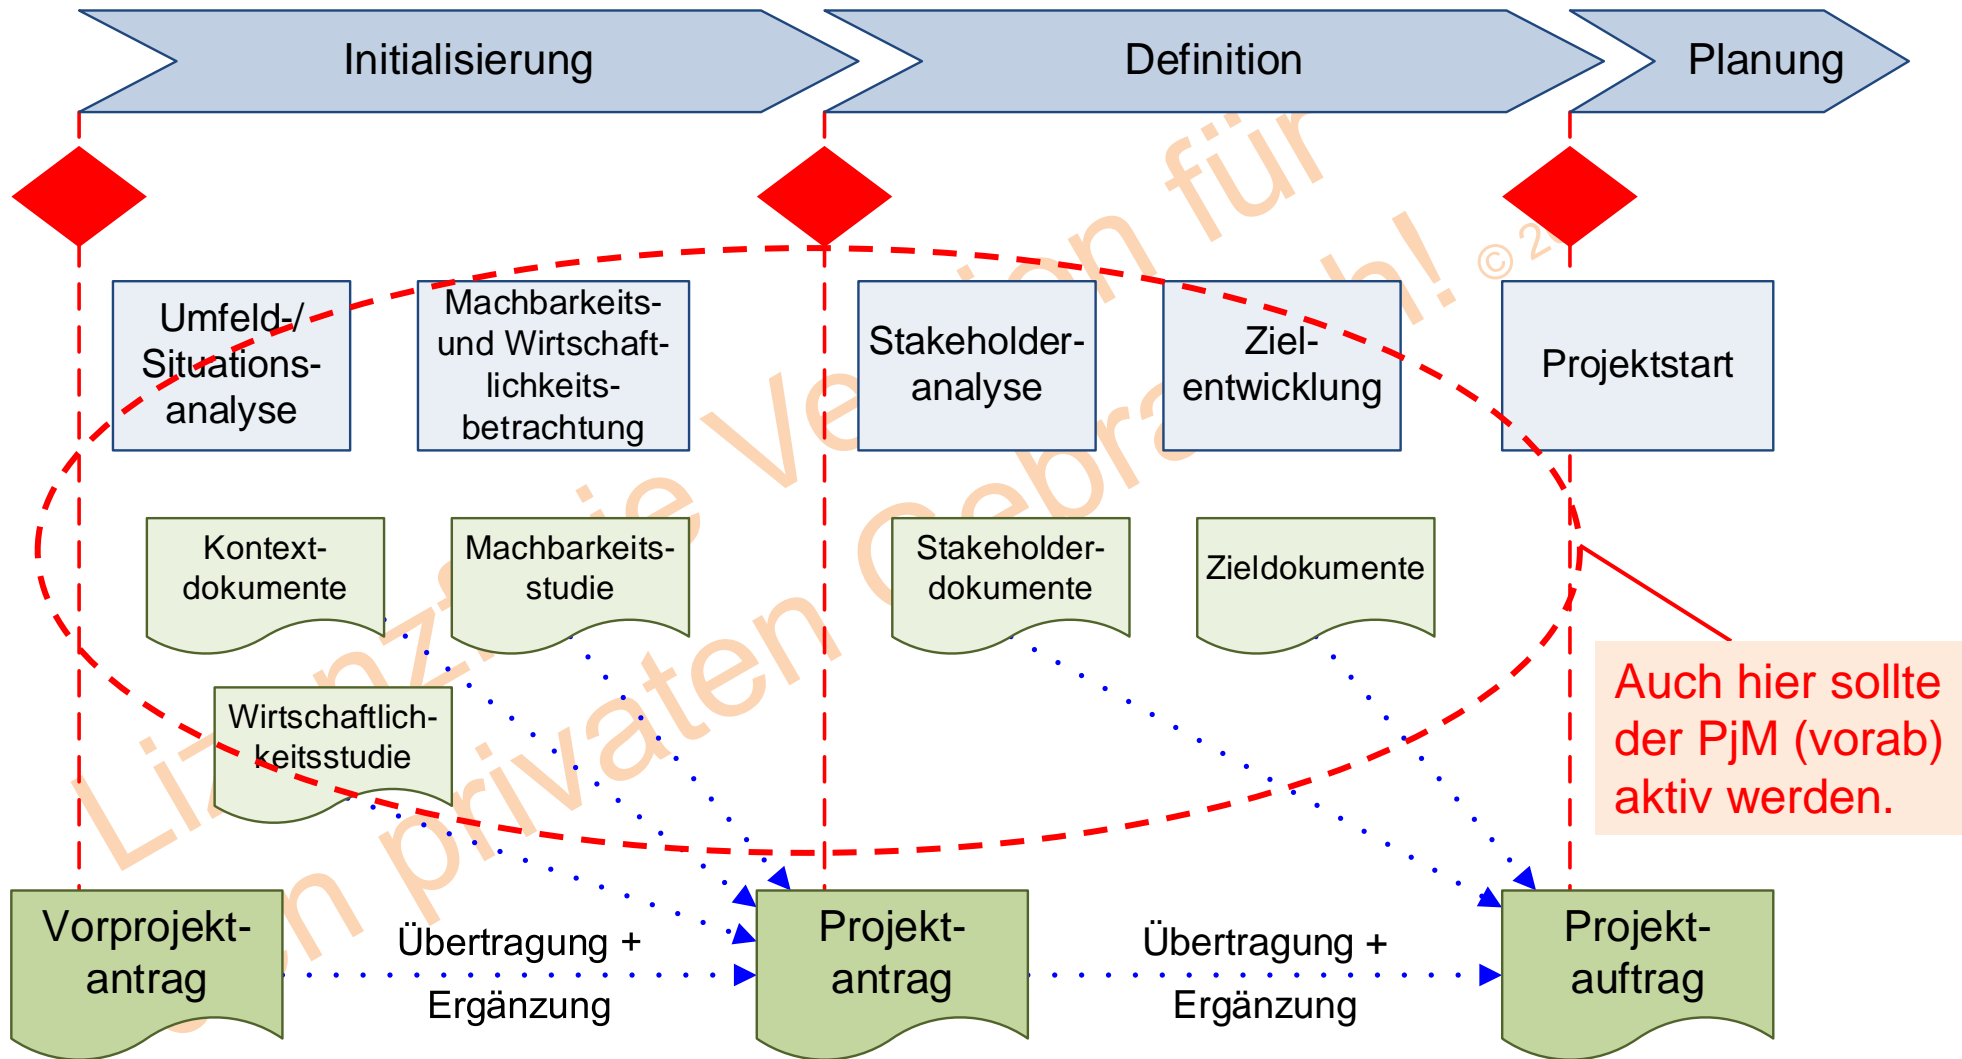 Initialisierung
Definition
Planung
Umfeld-/
Situations-
analyse
Machbarkeits-
und Wirtschaft-
lichkeits-
betrachtung
Stakeholder-
analyse
Ziel-
entwicklung
Projektstart
Kontext-
dokumente
Machbarkeits-
studie
Stakeholder-
dokumente
Zieldokumente
Wirtschaftlich-
keitsstudie
Auch hier sollte
der PjM (vorab)
aktiv werden.
Vorprojekt-
antrag
Übertragung +
Ergänzung
Projekt-
antrag
Übertragung +
Ergänzung
Projekt-
auftrag
für
privaten